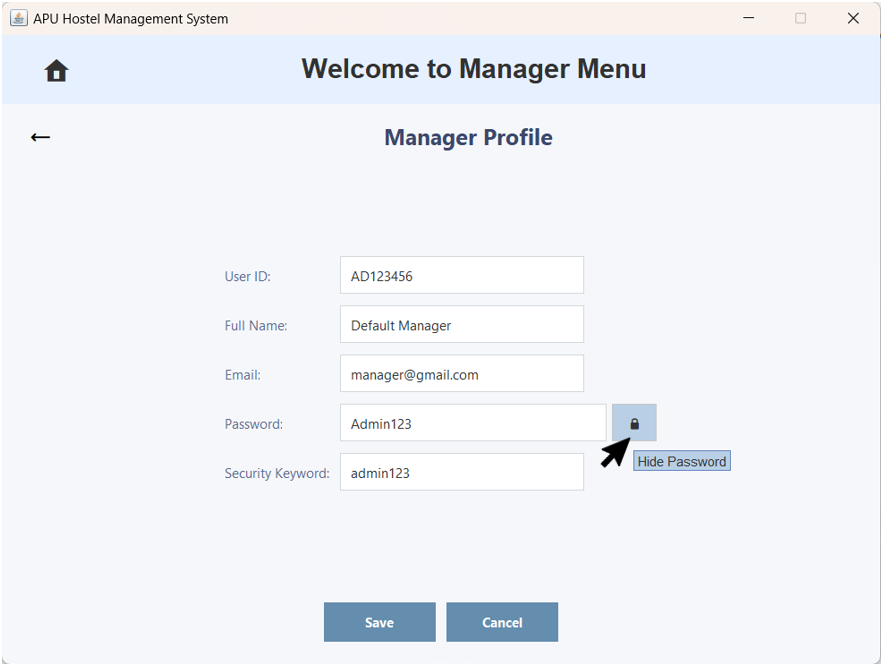 APU Hostel Management System
Welcome to Manager Menu
Manager Profile
User ID: AD123456
Full Name: Default Manager
Email: manager@gmail.com
Password: Admin123
Hide Password
Security Keyword: admin123
Save Cancel